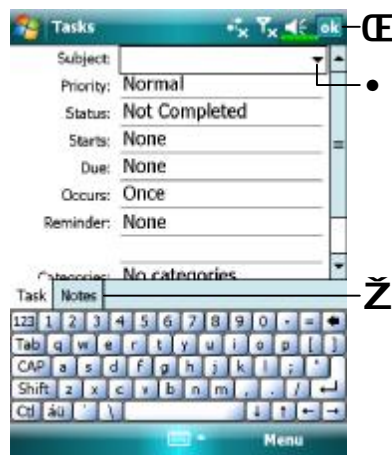 Tasks ok Œ
Subject: •
Priority: Normal
Status: Not Completed
Starts: None
Due: None
Occurs: Once
Reminder: None
Categories: No categories
Task Notes Ž
123 1 2 3 4 5 6 7 8 9 0 - =
Tab q w e r t y u i o p [ ]
CAP a s d f g h j k l ; '
Shift z x c v b n m , . /
Ctl áü ` \
Menu